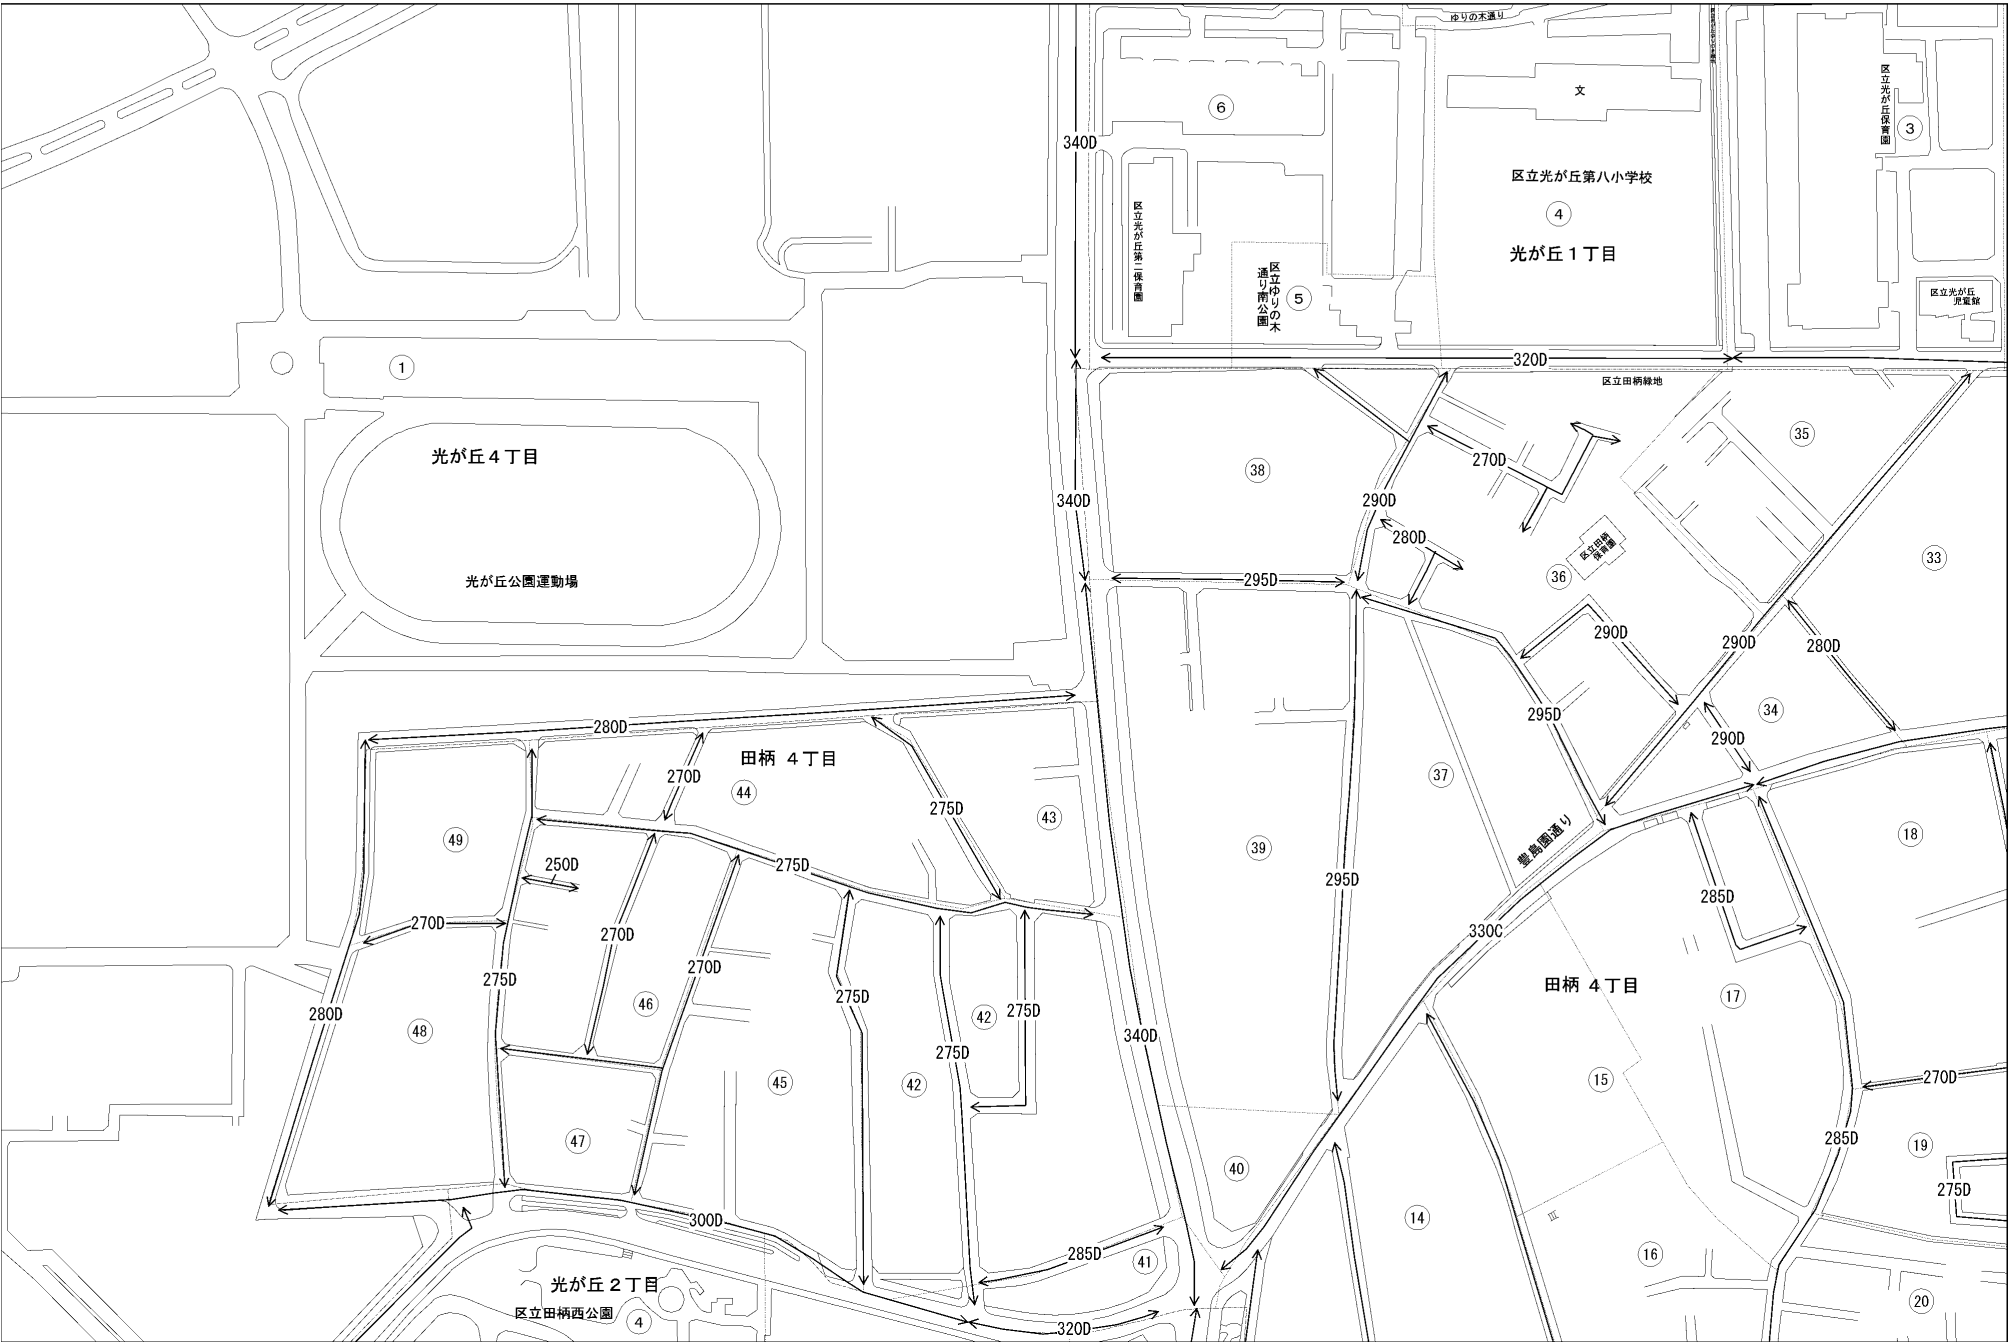 ゆりの木通り
340D
⑥
文
区立光が丘保育園
③
区立光が丘第八小学校
④
光が丘1丁目
区立光が丘第二保育園
区立ゆりの木
通り南公園
⑤
区立光が丘
児童館
①
320D
区立田柄緑地
光が丘4丁目
㊳
270D
㉟
340D
290D
280D
区立田柄
保育園
㉝
光が丘公園運動場
295D
㊱
290D
290D
280D
280D
295D
290D
㉞
田柄 4丁目
270D
㊹
275D
㊸
㊲
豊島園通り
⑱
㊾
250D
275D
㊴
295D
285D
270D
270D
270D
330C
275D
280D
㊽
㊻
275D
㊷
275D
田柄 4丁目
⑰
340D
275D
㊺
㊷
⑮
270D
㊼
285D
⑲
㊵
275D
300D
285D
㊶
⑭
⑯
光が丘2丁目
区立田柄西公園
④
320D
⑳